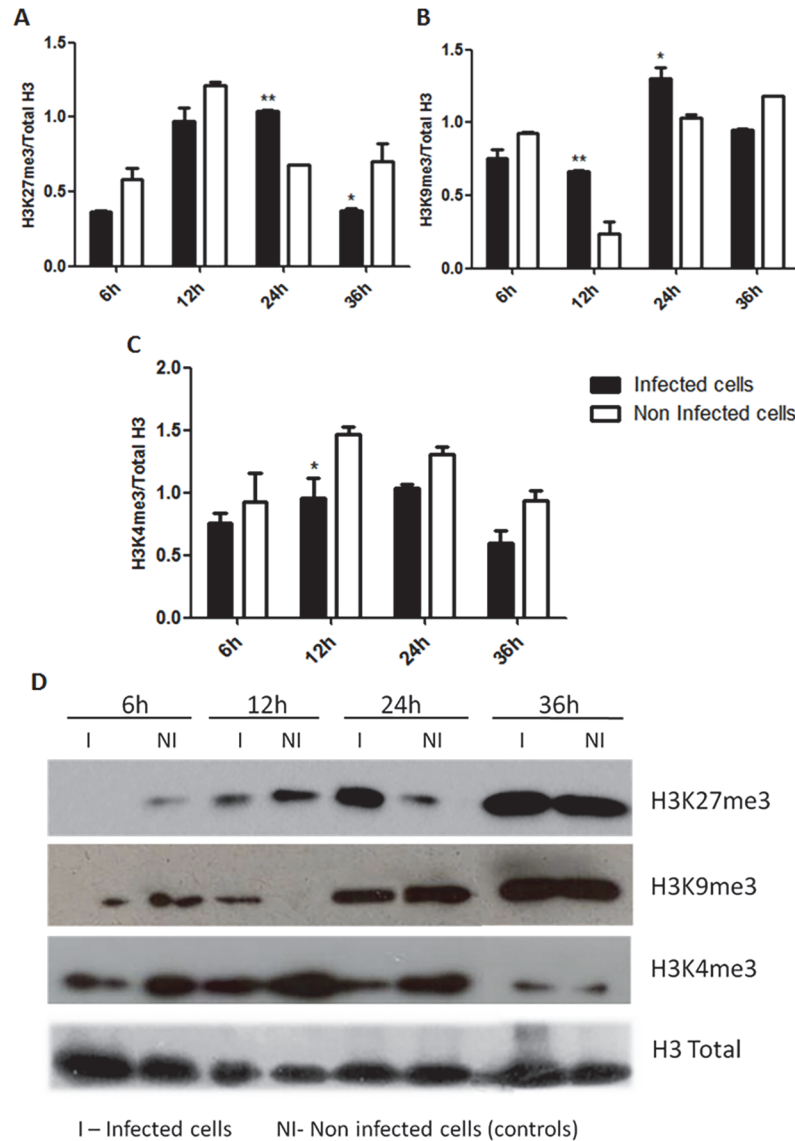 A
H3K27me3/Total H3
1.5
1.0
0.5
0.0
**
*
6h
12h
24h
36h
B
H3K9me3/Total H3
1.5
1.0
0.5
0.0
**
*
6h
12h
24h
36h
C
H3K4me3/Total H3
2.0
1.5
1.0
0.5
0.0
*
6h
12h
24h
36h
Infected cells
Non Infected cells
D
6h 12h 24h 36h
I NI I NI I NI I NI
H3K27me3
H3K9me3
H3K4me3
H3 Total
I – Infected cells NI- Non infected cells (controls)